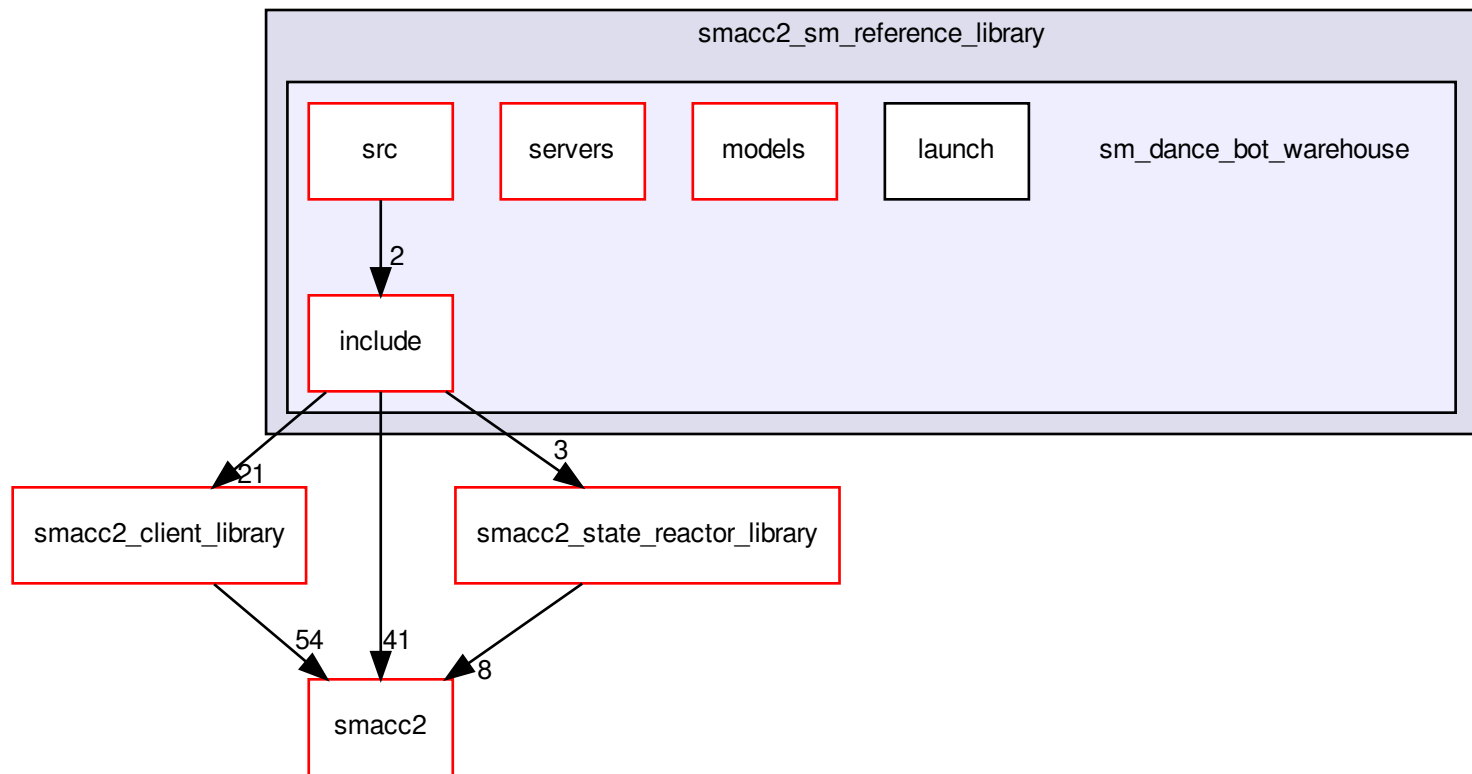 smacc2_sm_reference_library
src
servers
models
launch
sm_dance_bot_warehouse
2
include
21
3
smacc2_client_library
smacc2_state_reactor_library
54
41
8
smacc2